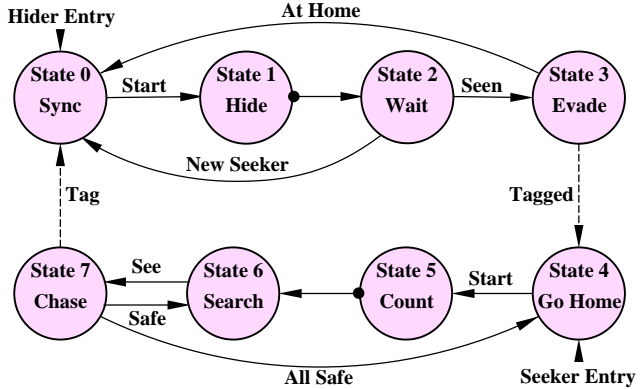 Hider Entry
At Home
State 0
Sync
Start
State 1
Hide
State 2
Wait
Seen
State 3
Evade
New Seeker
Tag
Tagged
State 7
Chase
See
Safe
State 6
Search
State 5
Count
Start
State 4
Go Home
All Safe
Seeker Entry